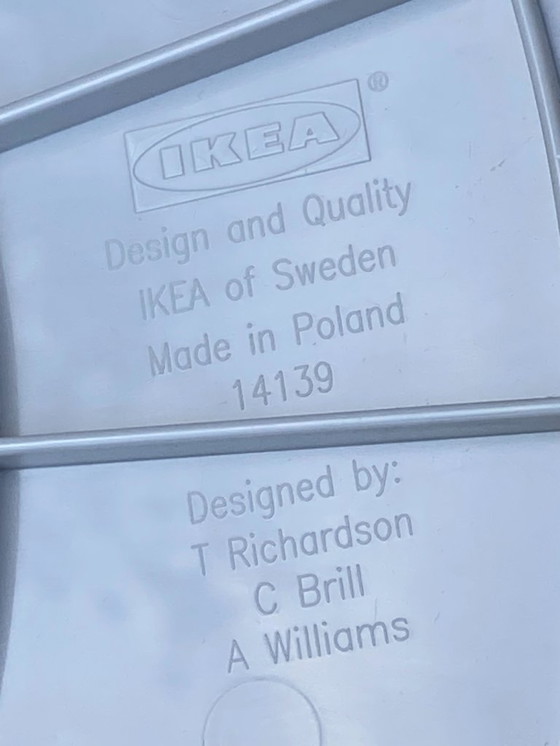 IKEA®
Design and Quality
IKEA of Sweden
Made in Poland
14139
Designed by:
T Richardson
C Brill
A Williams